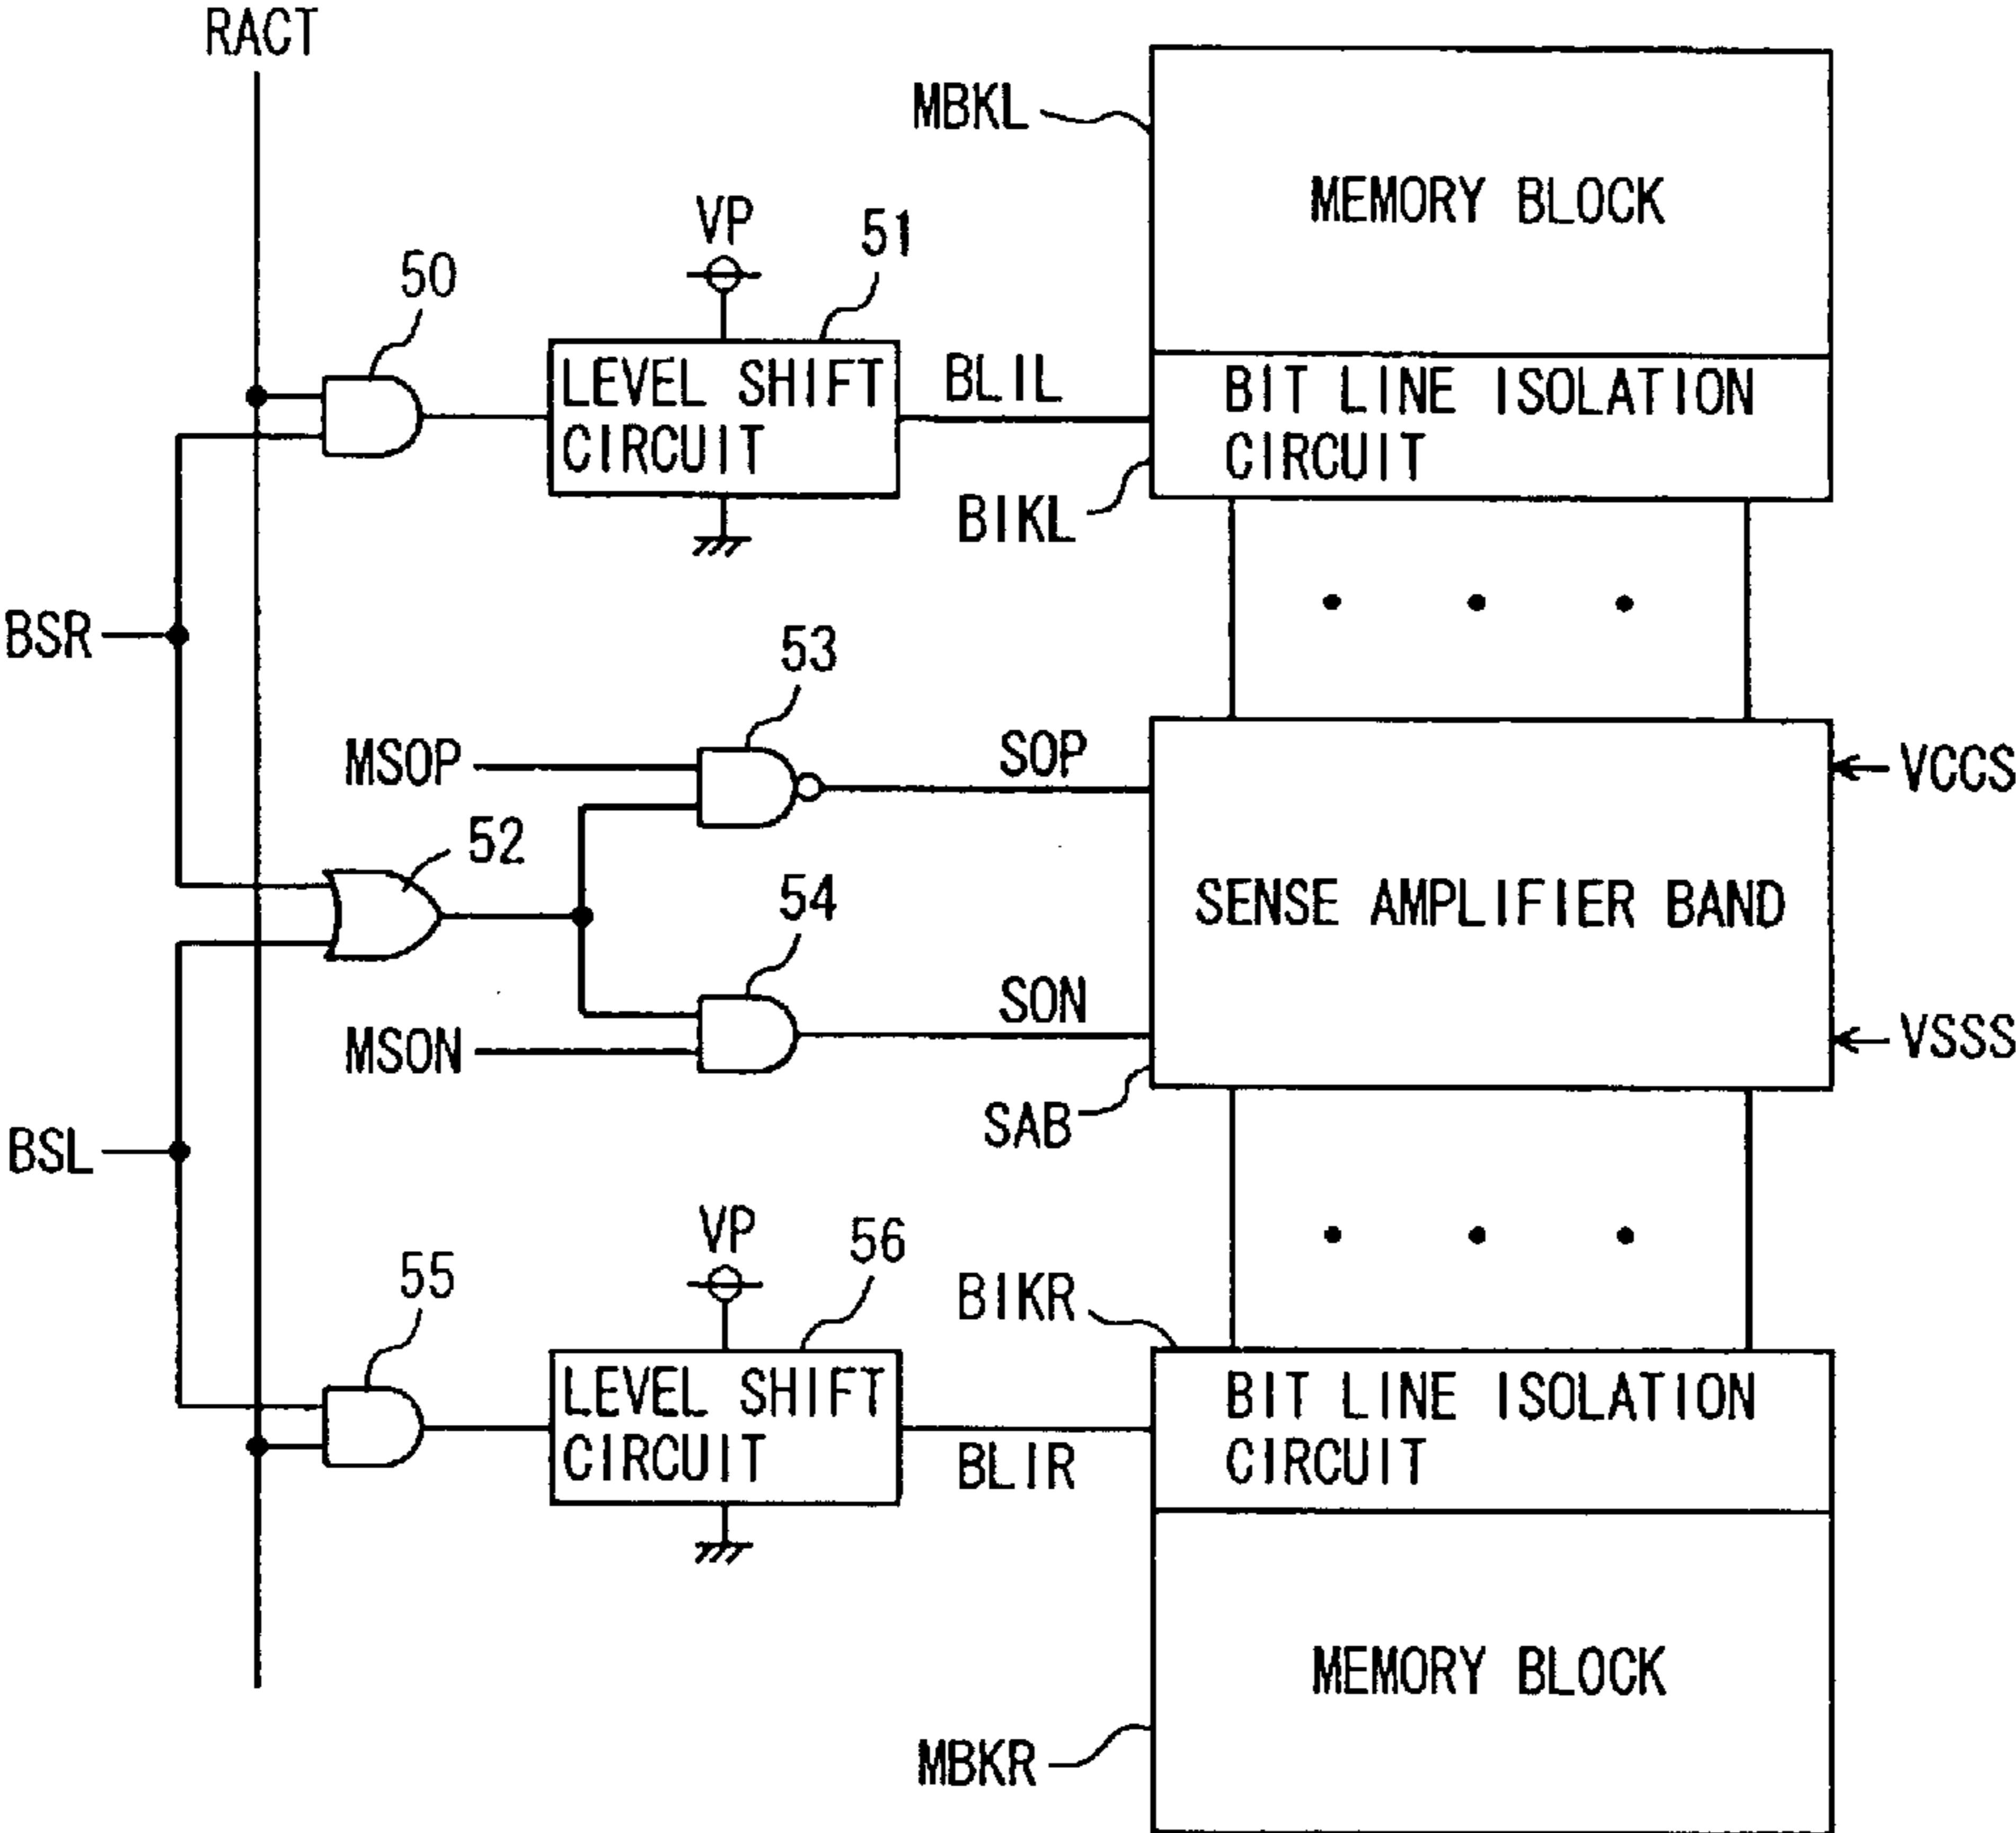 RACT
MBKL
MEMORY BLOCK
VP
51
50
LEVEL SHIFT
CIRCUIT
BLIL
BIT LINE ISOLATION
CIRCUIT
BIKL
BSR
53
MSOP
SOP
VCCS
52
54
SENSE AMPLIFIER BAND
SON
MSON
VSSS
SAB
BSL
VP
56
55
BIKR
LEVEL SHIFT
CIRCUIT
BLIR
BIT LINE ISOLATION
CIRCUIT
MEMORY BLOCK
MBKR